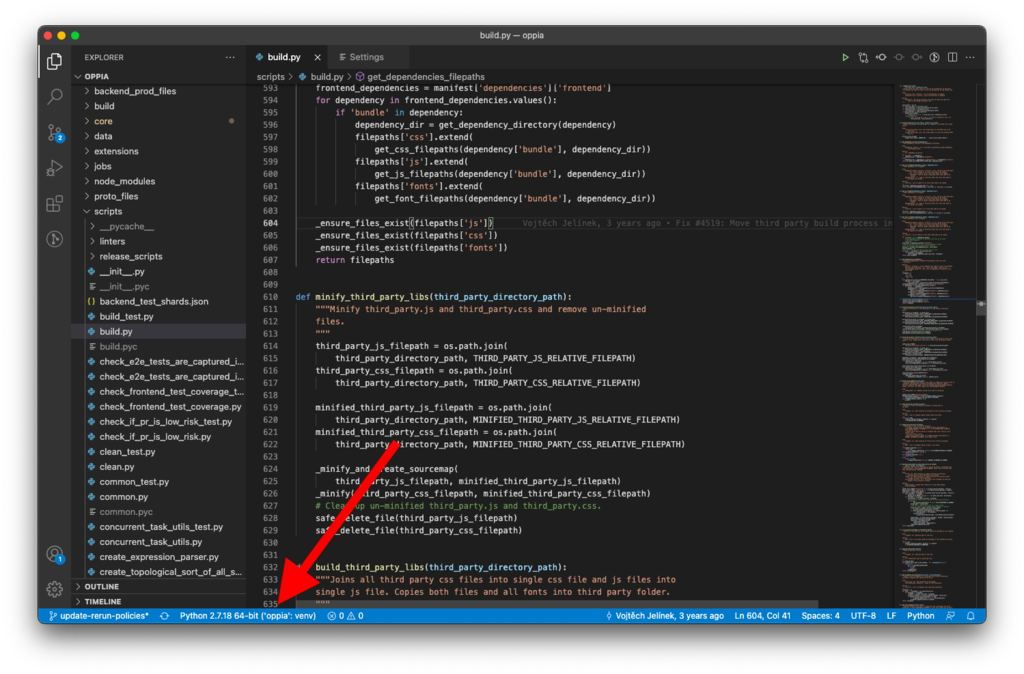 build.py — oppia
EXPLORER
···
OPPIA
backend_prod_files
build
core
data
extensions
jobs
node_modules
proto_files
scripts
__pycache__
linters
release_scripts
__init__.py
__init__.pyc
{} backend_test_shards.json
build_test.py
build.py
build.pyc
check_e2e_tests_are_captured_i...
check_e2e_tests_are_captured_i...
check_frontend_test_coverage_t...
check_frontend_test_coverage.py
check_if_pr_is_low_risk_test.py
check_if_pr_is_low_risk.py
clean_test.py
clean.py
common_test.py
common.py
common.pyc
concurrent_task_utils_test.py
concurrent_task_utils.py
create_expression_parser.py
create_topological_sort_of_all_s...
OUTLINE
TIMELINE
2
1
build.py ×
Settings
···
scripts > build.py > get_dependencies_filepaths
593 frontend_dependencies = manifest['dependencies']['frontend']
594 for dependency in frontend_dependencies.values():
595 if 'bundle' in dependency:
596 dependency_dir = get_dependency_directory(dependency)
597 filepaths['css'].extend(
598 get_css_filepaths(dependency['bundle'], dependency_dir))
599 filepaths['js'].extend(
600 get_js_filepaths(dependency['bundle'], dependency_dir))
601 filepaths['fonts'].extend(
602 get_font_filepaths(dependency['bundle'], dependency_dir))
603
604 _ensure_files_exist(filepaths['js']) Vojtěch Jelínek, 3 years ago • Fix #4519: Move third party build process in
605 _ensure_files_exist(filepaths['css'])
606 _ensure_files_exist(filepaths['fonts'])
607 return filepaths
608
609
610 def minify_third_party_libs(third_party_directory_path):
611 """Minify third_party.js and third_party.css and remove un-minified
612 files.
613 """
614 third_party_js_filepath = os.path.join(
615 third_party_directory_path, THIRD_PARTY_JS_RELATIVE_FILEPATH)
616 third_party_css_filepath = os.path.join(
617 third_party_directory_path, THIRD_PARTY_CSS_RELATIVE_FILEPATH)
618
619 minified_third_party_js_filepath = os.path.join(
620 third_party_directory_path, MINIFIED_THIRD_PARTY_JS_RELATIVE_FILEPATH)
621 minified_third_party_css_filepath = os.path.join(
622 third_party_directory_path, MINIFIED_THIRD_PARTY_CSS_RELATIVE_FILEPATH)
623
624 _minify_and_create_sourcemap(
625 third_party_js_filepath, minified_third_party_js_filepath)
626 _minify(third_party_css_filepath, minified_third_party_css_filepath)
627 # Clean up un-minified third_party.js and third_party.css.
628 safe_delete_file(third_party_js_filepath)
629 safe_delete_file(third_party_css_filepath)
630
631
632 build_third_party_libs(third_party_directory_path):
633 """Joins all third party css files into single css file and js files into
634 single js file. Copies both files and all fonts into third party folder.
635 """
update-rerun-policies* Python 2.7.18 64-bit ('oppia': venv) 0 0 Vojtěch Jelínek, 3 years ago Ln 604, Col 41 Spaces: 4 UTF-8 LF Python